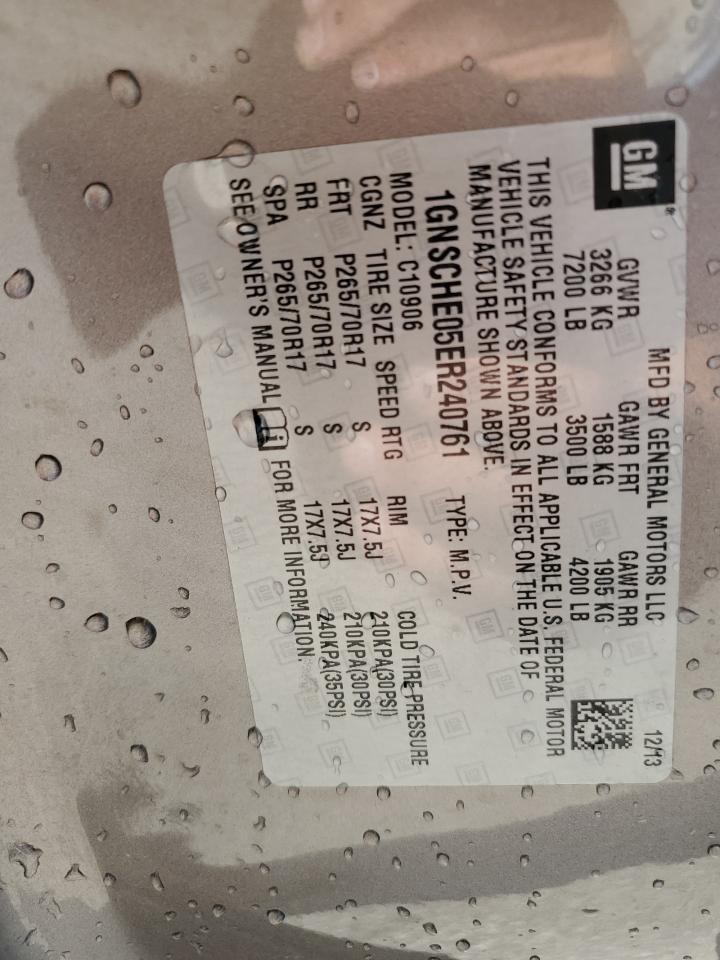 GM
MFD BY GENERAL MOTORS LLC 12/13
GVWR GAWR FRT GAWR RR
3266 KG 1588 KG 1905 KG
7200 LB 3500 LB 4200 LB
THIS VEHICLE CONFORMS TO ALL APPLICABLE U.S. FEDERAL MOTOR
VEHICLE SAFETY STANDARDS IN EFFECT ON THE DATE OF
MANUFACTURE SHOWN ABOVE.
1GNSCHE05ER240761 TYPE: M.P.V.
MODEL: C10906
CGNZ TIRE SIZE SPEED RTG RIM COLD TIRE PRESSURE
FRT P265/70R17 S 17X7.5J 210KPA(30PSI)
RR P265/70R17 S 17X7.5J 210KPA(30PSI)
SPA P265/70R17 S 17X7.5J 240KPA(35PSI)
SEE OWNER'S MANUAL FOR MORE INFORMATION.